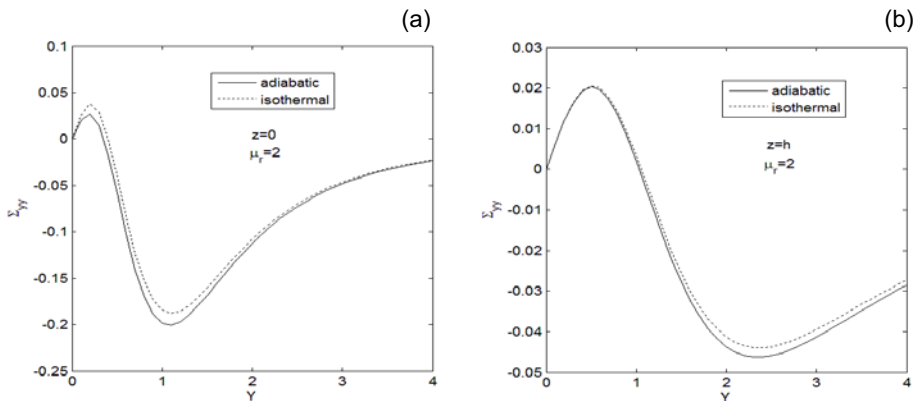 (a)
0.1
0.05
0
-0.05
-0.1
-0.15
-0.2
-0.25
Σyy
adiabatic
isothermal
z=0
μr=2
0 1 2 3 4
Y
(b)
0.03
0.02
0.01
0
-0.01
-0.02
-0.03
-0.04
-0.05
Σyy
adiabatic
isothermal
z=h
μr=2
0 1 2 3 4
Y